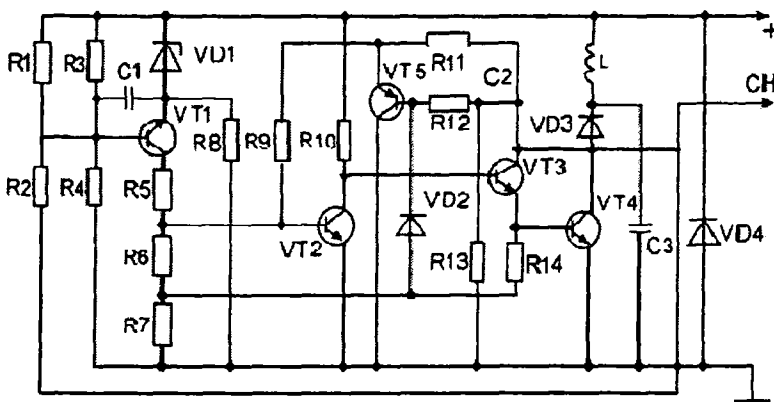 +
R1
R3
C1
VD1
VT1
R8
R9
R10
VT5
R11
C2
R12
L
CH
VD3
VT3
VT4
R2
R4
R5
R6
R7
VT2
VD2
R13
R14
C3
VD4